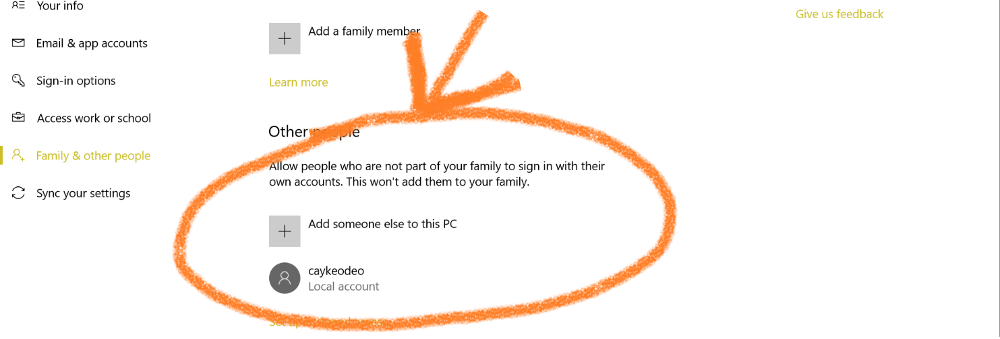 Your info
Email & app accounts
Sign-in options
Access work or school
Family & other people
Sync your settings
Add a family member
Learn more
Other people
Allow people who are not part of your family to sign in with their
own accounts. This won't add them to your family.
Add someone else to this PC
caykeodeo
Local account
Set up
Give us feedback